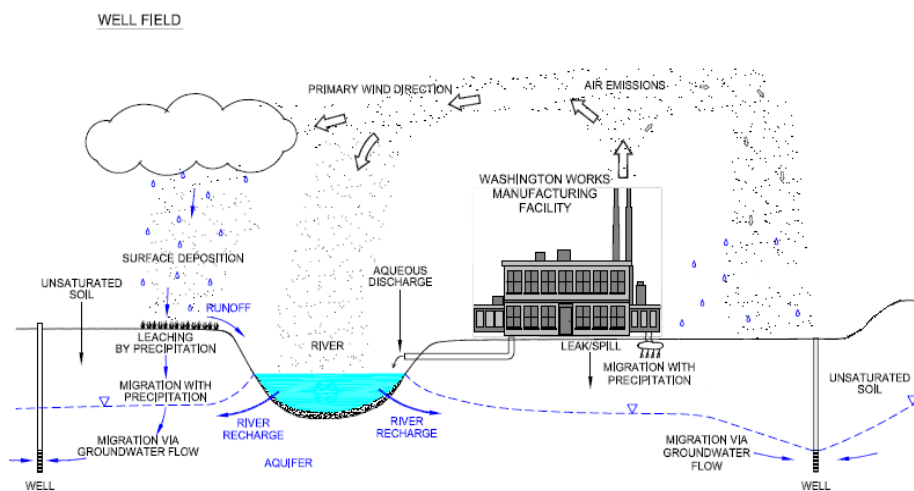 WELL FIELD
PRIMARY WIND DIRECTION
AIR EMISSIONS
WASHINGTON WORKS
MANUFACTURING
FACILITY
SURFACE DEPOSITION
AQUEOUS
DISCHARGE
UNSATURATED
SOIL
RUNOFF
RIVER
LEACHING
BY PRECIPITATION
LEAK/SPILL
MIGRATION WITH
PRECIPITATION
MIGRATION WITH
PRECIPITATION
UNSATURATED
SOIL
RIVER
RECHARGE
RIVER
RECHARGE
MIGRATION VIA
GROUNDWATER FLOW
MIGRATION VIA
GROUNDWATER
FLOW
AQUIFER
WELL
WELL